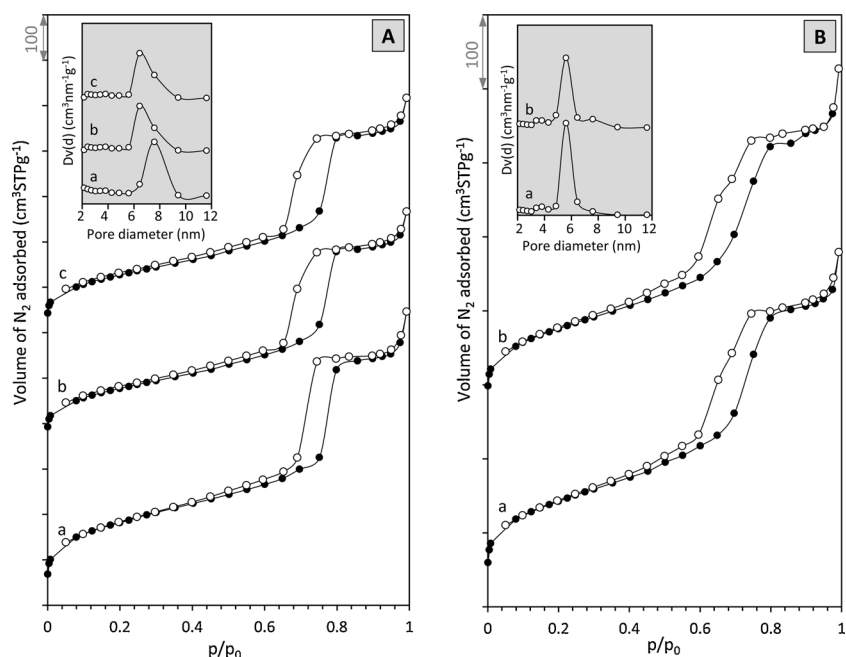 100
A
c
b
a
Dv(d) (cm³nm⁻¹g⁻¹)
2 4 6 8 10 12
Pore diameter (nm)
c
b
a
Volume of N₂ adsorbed (cm³STPg⁻¹)
0 0.2 0.4 0.6 0.8 1
p/p₀
100
B
b
a
Dv(d) (cm³nm⁻¹g⁻¹)
2 4 6 8 10 12
Pore diameter (nm)
b
a
Volume of N₂ adsorbed (cm³STPg⁻¹)
0 0.2 0.4 0.6 0.8 1
p/p₀